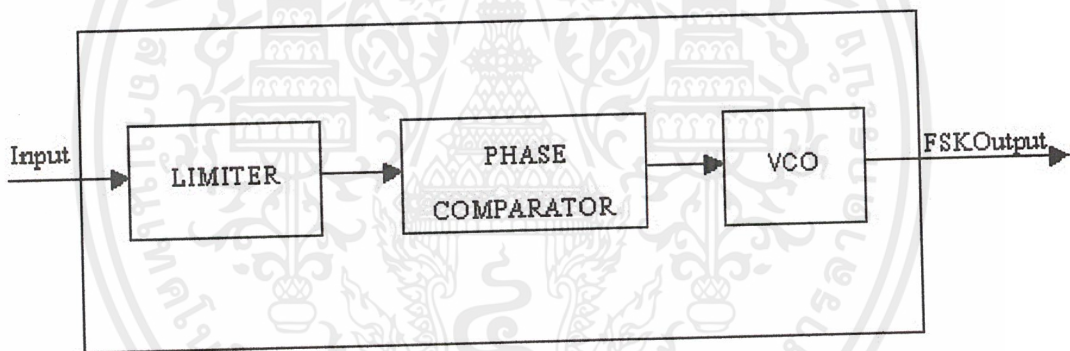 Input
LIMITER
PHASE
COMPARATOR
VCO
FSKOutput